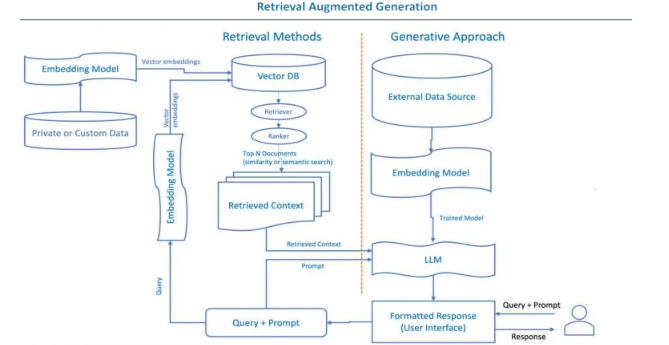 Retrieval Augmented Generation
Retrieval Methods
Generative Approach
Embedding Model
Vector embeddings
Vector DB
Private or Custom Data
Vector
embeddings
Embedding Model
Query
Retriever
Ranker
Top N Documents
(similarity or semantic search)
Retrieved Context
Retrieved Context
Prompt
Query + Prompt
External Data Source
Embedding Model
Trained Model
LLM
Formatted Response
(User Interface)
Query + Prompt
Response